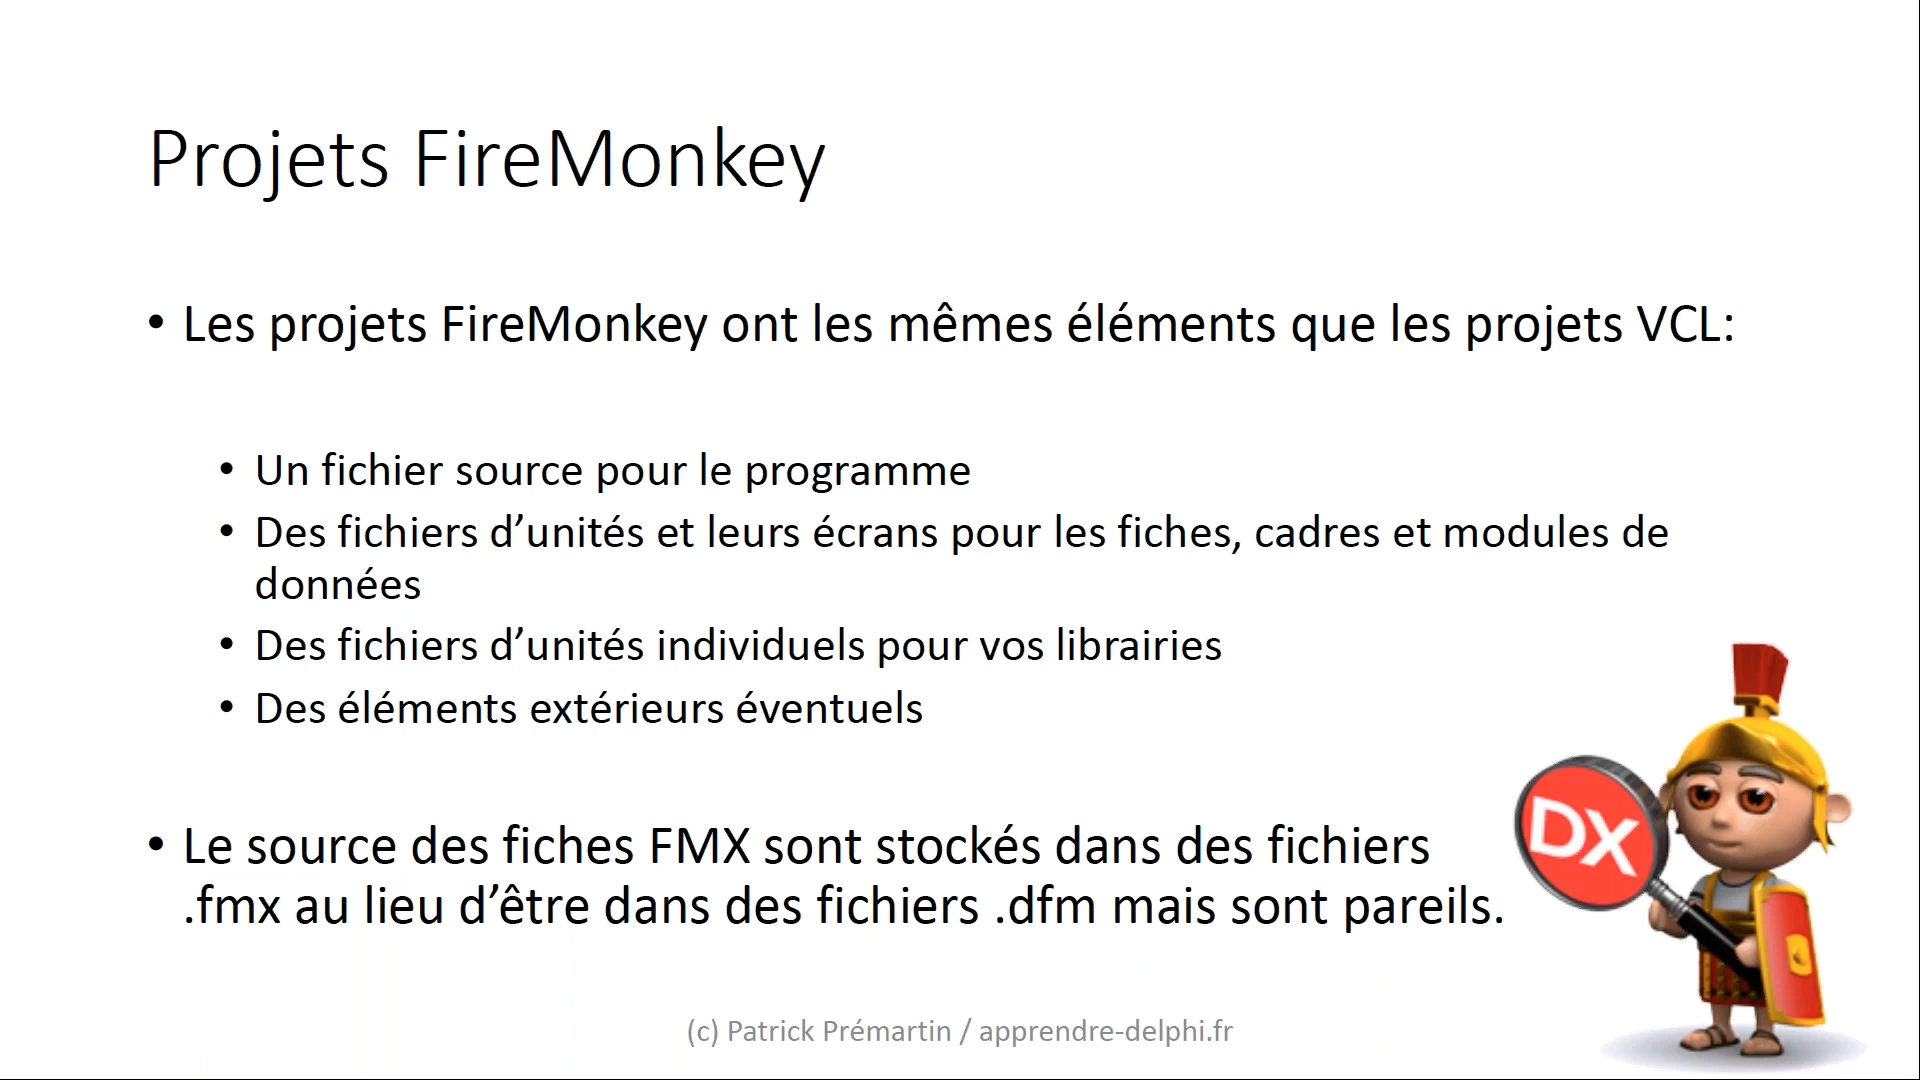 Projets FireMonkey
• Les projets FireMonkey ont les mêmes éléments que les projets VCL:
• Un fichier source pour le programme
• Des fichiers d’unités et leurs écrans pour les fiches, cadres et modules de
données
• Des fichiers d’unités individuels pour vos librairies
• Des éléments extérieurs éventuels
• Le source des fiches FMX sont stockés dans des fichiers
.fmx au lieu d’être dans des fichiers .dfm mais sont pareils.
DX
(c) Patrick Prémartin / apprendre-delphi.fr